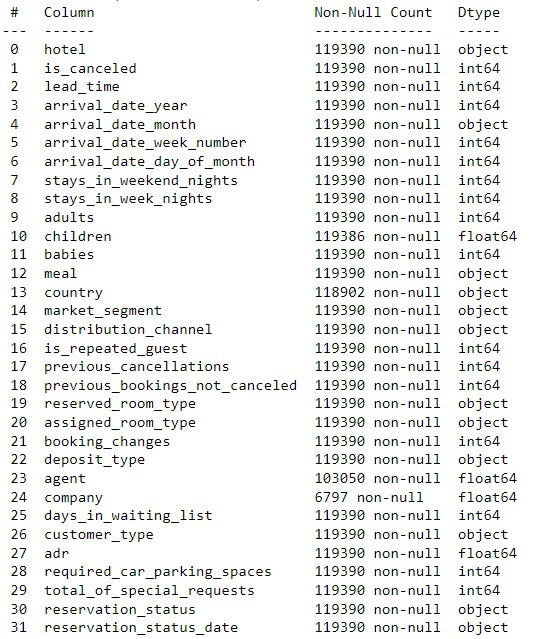 #   Column                          Non-Null Count   Dtype
---  ------                          --------------   -----
0   hotel                           119390 non-null  object
1   is_canceled                     119390 non-null  int64
2   lead_time                       119390 non-null  int64
3   arrival_date_year               119390 non-null  int64
4   arrival_date_month              119390 non-null  object
5   arrival_date_week_number        119390 non-null  int64
6   arrival_date_day_of_month       119390 non-null  int64
7   stays_in_weekend_nights         119390 non-null  int64
8   stays_in_week_nights            119390 non-null  int64
9   adults                          119390 non-null  int64
10  children                        119386 non-null  float64
11  babies                          119390 non-null  int64
12  meal                            119390 non-null  object
13  country                         118902 non-null  object
14  market_segment                  119390 non-null  object
15  distribution_channel            119390 non-null  object
16  is_repeated_guest               119390 non-null  int64
17  previous_cancellations          119390 non-null  int64
18  previous_bookings_not_canceled  119390 non-null  int64
19  reserved_room_type              119390 non-null  object
20  assigned_room_type              119390 non-null  object
21  booking_changes                 119390 non-null  int64
22  deposit_type                    119390 non-null  object
23  agent                           103050 non-null  float64
24  company                         6797 non-null    float64
25  days_in_waiting_list            119390 non-null  int64
26  customer_type                   119390 non-null  object
27  adr                             119390 non-null  float64
28  required_car_parking_spaces     119390 non-null  int64
29  total_of_special_requests       119390 non-null  int64
30  reservation_status              119390 non-null  object
31  reservation_status_date         119390 non-null  object